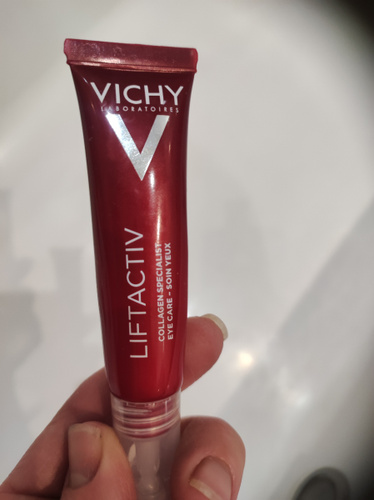 VICHY
LABORATOIRES
LIFTACTIV
COLLAGEN SPECIALIST
EYE CARE - SOIN YEUX